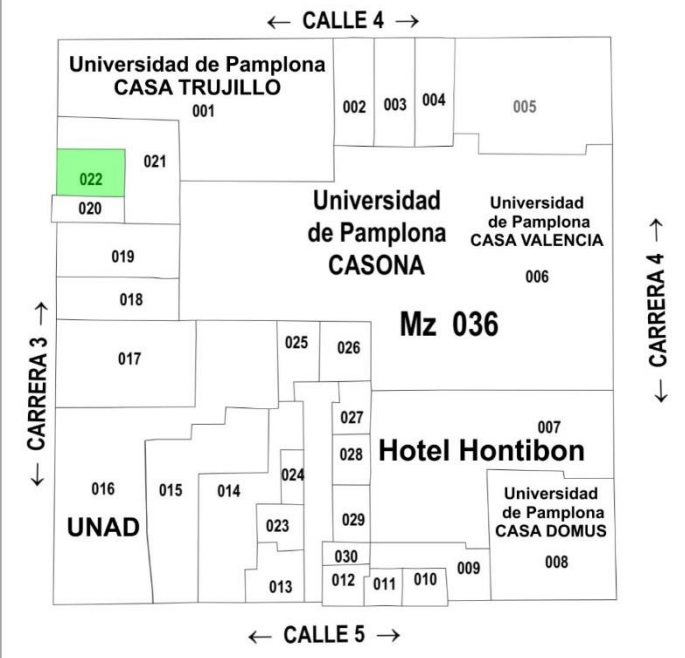 ← CALLE 4 →
Universidad de Pamplona
CASA TRUJILLO
001
002
003
004
005
021
022
020
Universidad
de Pamplona
CASONA
Universidad
de Pamplona
CASA VALENCIA
006
019
018
← CARRERA 3 →
← CARRERA 4 →
Mz 036
017
025
026
027
007
Hotel Hontibon
028
016
UNAD
015
014
024
023
029
Universidad
de Pamplona
CASA DOMUS
008
030
013
012
011
010
009
← CALLE 5 →